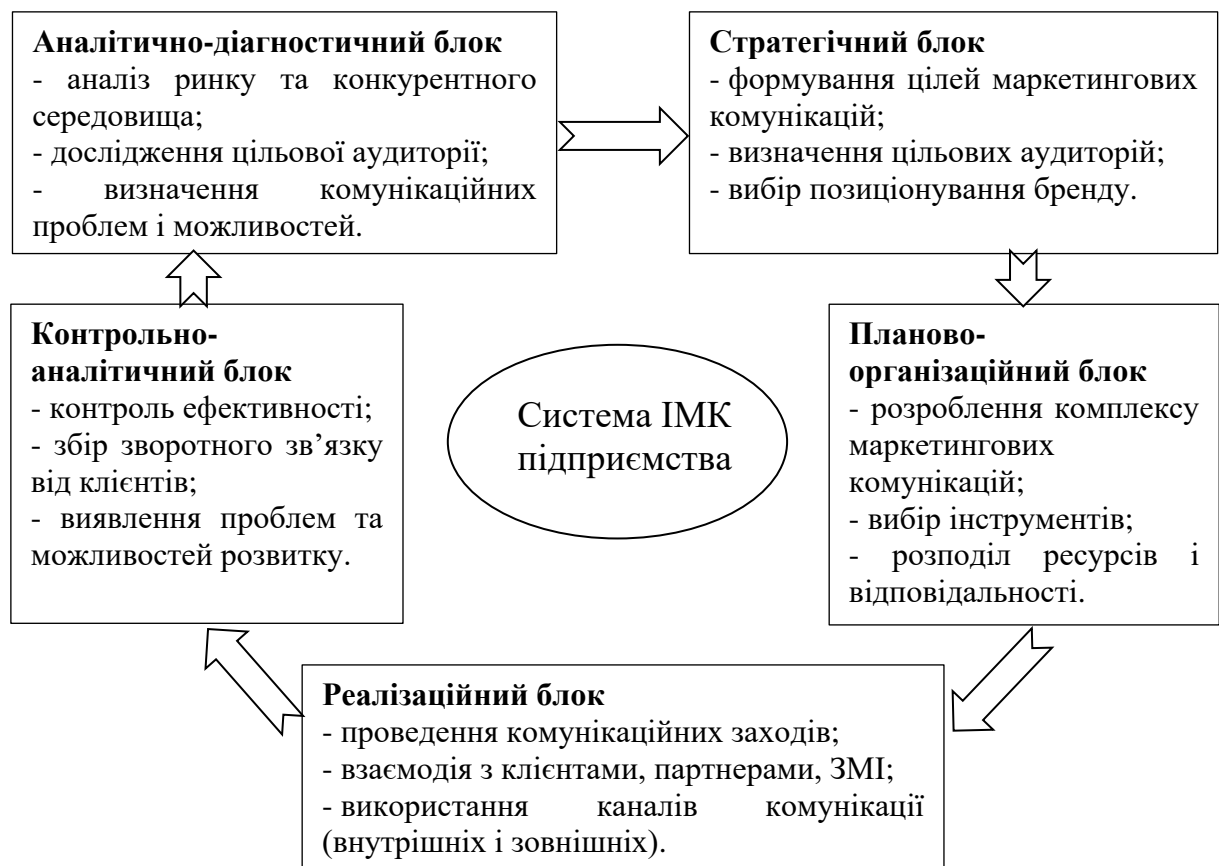 Аналітично-діагностичний блок
- аналіз ринку та конкурентного
середовища;
- дослідження цільової аудиторії;
- визначення комунікаційних
проблем і можливостей.
Стратегічний блок
- формування цілей маркетингових
комунікацій;
- визначення цільових аудиторій;
- вибір позиціонування бренду.
Контрольно-
аналітичний блок
- контроль ефективності;
- збір зворотного зв’язку
від клієнтів;
- виявлення проблем та
можливостей розвитку.
Система ІМК
підприємства
Планово-
організаційний блок
- розроблення комплексу
маркетингових
комунікацій;
- вибір інструментів;
- розподіл ресурсів і
відповідальності.
Реалізаційний блок
- проведення комунікаційних заходів;
- взаємодія з клієнтами, партнерами, ЗМІ;
- використання каналів комунікації
(внутрішніх і зовнішніх).